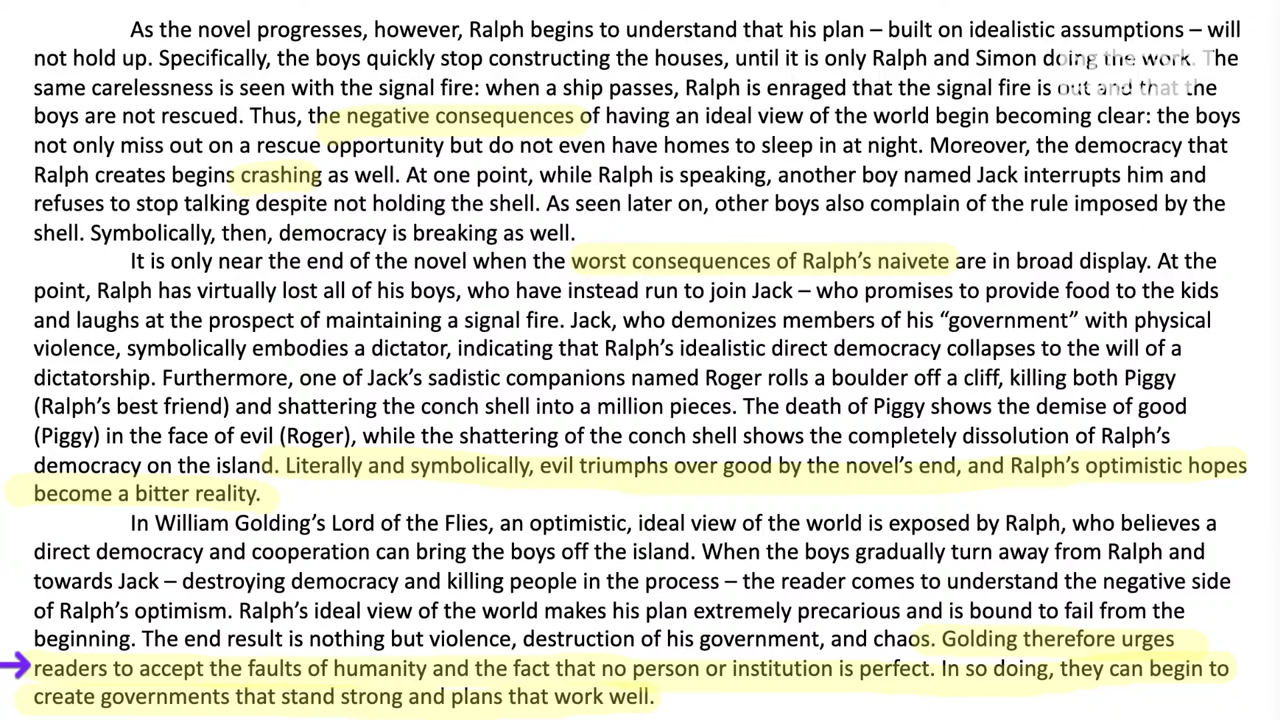 As the novel progresses, however, Ralph begins to understand that his plan – built on idealistic assumptions – will
not hold up. Specifically, the boys quickly stop constructing the houses, until it is only Ralph and Simon doing the work. The
same carelessness is seen with the signal fire: when a ship passes, Ralph is enraged that the signal fire is out and that the
boys are not rescued. Thus, the negative consequences of having an ideal view of the world begin becoming clear: the boys
not only miss out on a rescue opportunity but do not even have homes to sleep in at night. Moreover, the democracy that
Ralph creates begins crashing as well. At one point, while Ralph is speaking, another boy named Jack interrupts him and
refuses to stop talking despite not holding the shell. As seen later on, other boys also complain of the rule imposed by the
shell. Symbolically, then, democracy is breaking as well.
It is only near the end of the novel when the worst consequences of Ralph's naivete are in broad display. At the
point, Ralph has virtually lost all of his boys, who have instead run to join Jack – who promises to provide food to the kids
and laughs at the prospect of maintaining a signal fire. Jack, who demonizes members of his "government" with physical
violence, symbolically embodies a dictator, indicating that Ralph's idealistic direct democracy collapses to the will of a
dictatorship. Furthermore, one of Jack's sadistic companions named Roger rolls a boulder off a cliff, killing both Piggy
(Ralph's best friend) and shattering the conch shell into a million pieces. The death of Piggy shows the demise of good
(Piggy) in the face of evil (Roger), while the shattering of the conch shell shows the completely dissolution of Ralph's
democracy on the island. Literally and symbolically, evil triumphs over good by the novel's end, and Ralph's optimistic hopes
become a bitter reality.
In William Golding's Lord of the Flies, an optimistic, ideal view of the world is exposed by Ralph, who believes a
direct democracy and cooperation can bring the boys off the island. When the boys gradually turn away from Ralph and
towards Jack – destroying democracy and killing people in the process – the reader comes to understand the negative side
of Ralph's optimism. Ralph's ideal view of the world makes his plan extremely precarious and is bound to fail from the
beginning. The end result is nothing but violence, destruction of his government, and chaos. Golding therefore urges
readers to accept the faults of humanity and the fact that no person or institution is perfect. In so doing, they can begin to
create governments that stand strong and plans that work well.